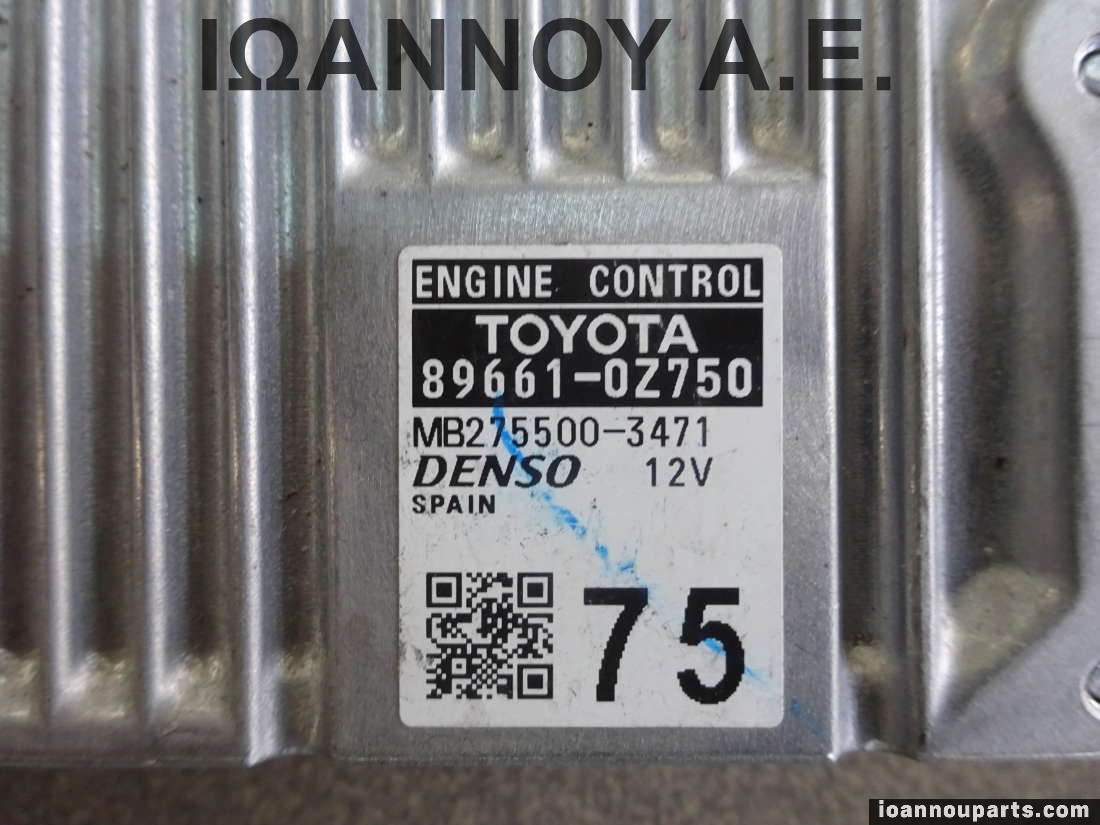 ΙΩΑΝΝΟΥ Α.Ε.
ENGINE CONTROL
TOYOTA
89661-0Z750
MB275500-3471
DENSO 12V
SPAIN
75
ioannouparts.com